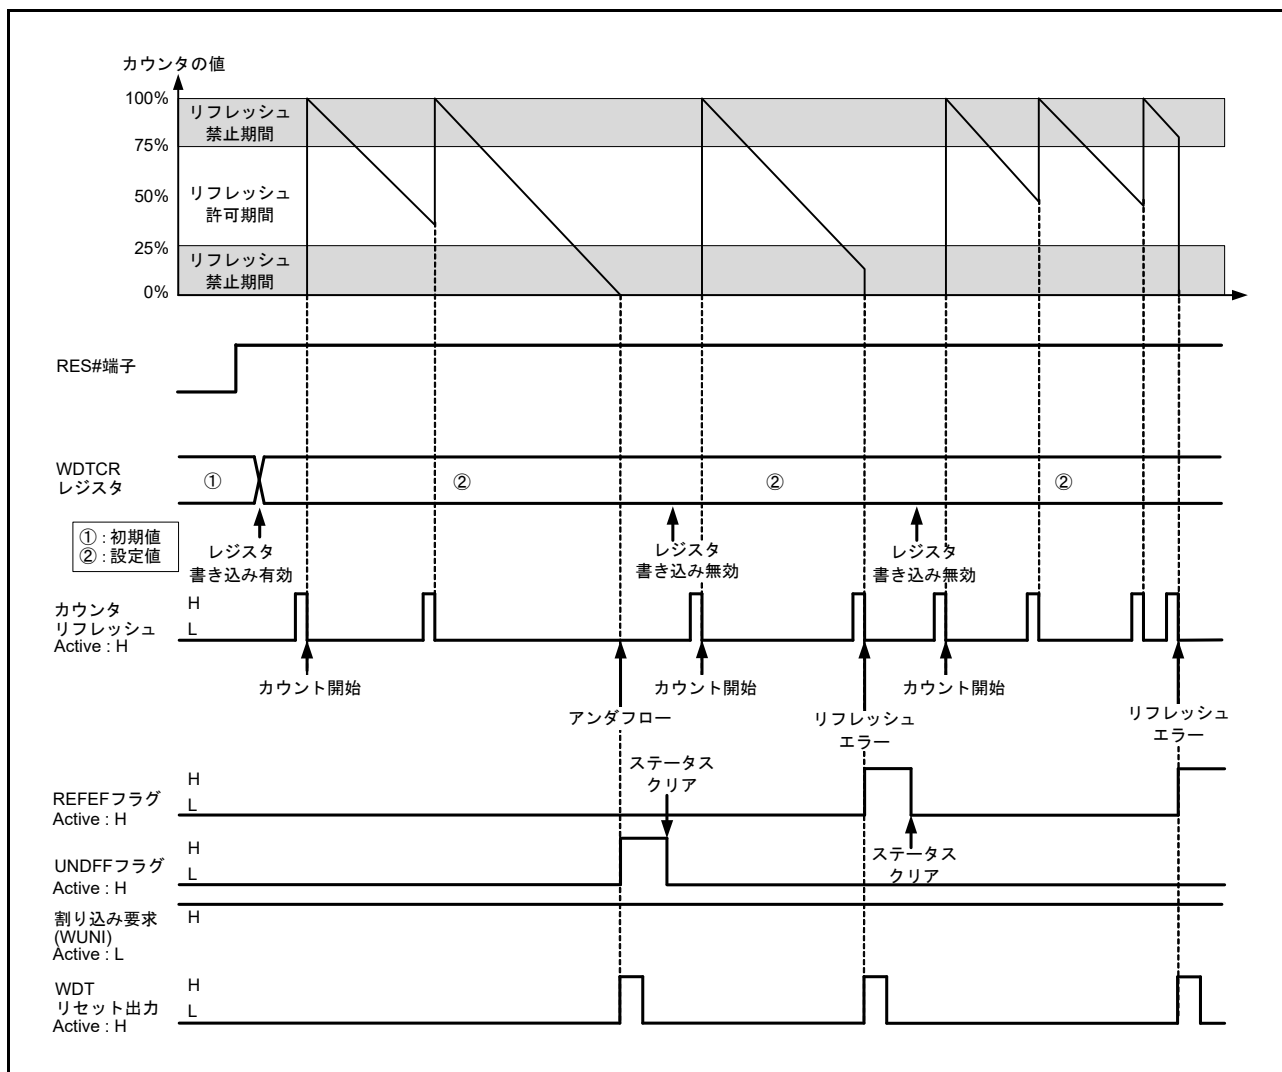 カウンタの値
100%
リフレッシュ
禁止期間
75%
50%
リフレッシュ
許可期間
25%
リフレッシュ
禁止期間
0%
RES#端子
WDTCR
レジスタ
①
②
②
②
①：初期値
②：設定値
レジスタ
書き込み有効
レジスタ
書き込み無効
レジスタ
書き込み無効
カウンタ
リフレッシュ
Active : H
H
L
カウント開始
カウント開始
カウント開始
アンダフロー
リフレッシュ
エラー
リフレッシュ
エラー
ステータス
クリア
REFEFフラグ
Active : H
H
L
UNDFFフラグ
Active : H
H
L
ステータス
クリア
割り込み要求
(WUNI)
Active : L
H
WDT
リセット出力
Active : H
H
L